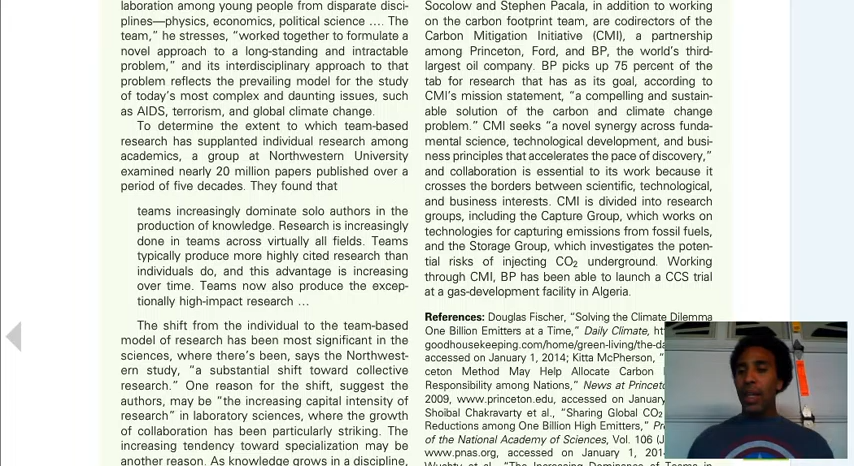 laboration among young people from disparate disci-
plines—physics, economics, political science .... The
team,” he stresses, “worked together to formulate a
novel approach to a long-standing and intractable
problem,” and its interdisciplinary approach to that
problem reflects the prevailing model for the study
of today’s most complex and daunting issues, such
as AIDS, terrorism, and global climate change.
To determine the extent to which team-based
research has supplanted individual research among
academics, a group at Northwestern University
examined nearly 20 million papers published over a
period of five decades. They found that
teams increasingly dominate solo authors in the
production of knowledge. Research is increasingly
done in teams across virtually all fields. Teams
typically produce more highly cited research than
individuals do, and this advantage is increasing
over time. Teams now also produce the excep-
tionally high-impact research ...
The shift from the individual to the team-based
model of research has been most significant in the
sciences, where there’s been, says the Northwest-
ern study, “a substantial shift toward collective
research.” One reason for the shift, suggest the
authors, may be “the increasing capital intensity of
research” in laboratory sciences, where the growth
of collaboration has been particularly striking. The
increasing tendency toward specialization may be
another reason. As knowledge grows in a discipline,
Socolow and Stephen Pacala, in addition to working
on the carbon footprint team, are codirectors of the
Carbon Mitigation Initiative (CMI), a partnership
among Princeton, Ford, and BP, the world’s third-
largest oil company. BP picks up 75 percent of the
tab for research that has as its goal, according to
CMI’s mission statement, “a compelling and sustain-
able solution of the carbon and climate change
problem.” CMI seeks “a novel synergy across funda-
mental science, technological development, and busi-
ness principles that accelerates the pace of discovery,”
and collaboration is essential to its work because it
crosses the borders between scientific, technological,
and business interests. CMI is divided into research
groups, including the Capture Group, which works on
technologies for capturing emissions from fossil fuels,
and the Storage Group, which investigates the poten-
tial risks of injecting CO₂ underground. Working
through CMI, BP has been able to launch a CCS trial
at a gas-development facility in Algeria.
References: Douglas Fischer, “Solving the Climate Dilemma
One Billion Emitters at a Time,” Daily Climate,
goodhousekeeping.com/home/green-living/
accessed on January 1, 2014; Kitta McPherson,
ceton Method May Help Allocate Carbon
Responsibility among Nations,” News at
2009, www.princeton.edu, accessed on January
Shoibal Chakravarty et al., “Sharing Global CO₂
Reductions among One Billion High Emitters,”
of the National Academy of Sciences, Vol. 106
www.pnas.org, accessed on January 1,
Wuchty et al., “The Increasing Dominance of Teams in